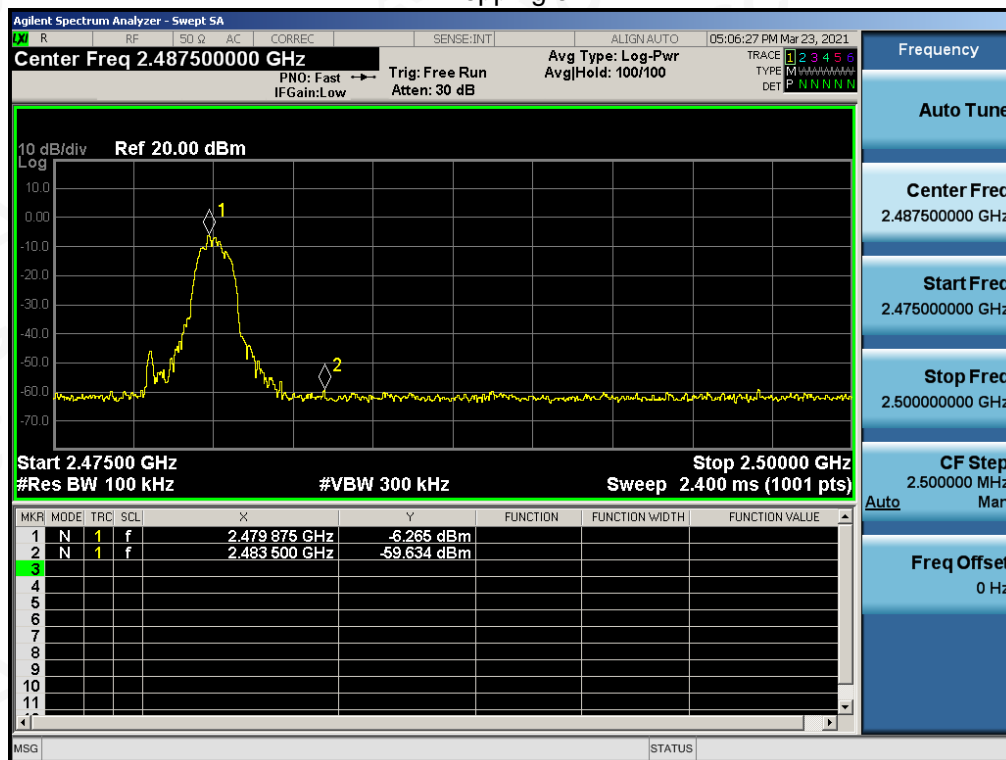 Agilent Spectrum Analyzer - Swept SA
LXI R RF 50 Ω AC CORREC SENSE:INT ALIGN AUTO 05:06:27 PM Mar 23, 2021
Center Freq 2.487500000 GHz
PNO: Fast
IFGain:Low
Trig: Free Run
Atten: 30 dB
Avg Type: Log-Pwr
Avg|Hold: 100/100
TRACE 1 2 3 4 5 6
TYPE M
DET P N N N N N
10 dB/div Ref 20.00 dBm
Log
10.0
0.00
-10.0
-20.0
-30.0
-40.0
-50.0
-60.0
-70.0
1
2
Start 2.47500 GHz Stop 2.50000 GHz
#Res BW 100 kHz #VBW 300 kHz Sweep 2.400 ms (1001 pts)
MKR MODE TRC SCL X Y FUNCTION FUNCTION WIDTH FUNCTION VALUE
1 N 1 f 2.479 875 GHz -6.265 dBm
2 N 1 f 2.483 500 GHz -59.634 dBm
3
4
5
6
7
8
9
10
11
MSG STATUS
Frequency
Auto Tune
Center Freq
2.487500000 GHz
Start Freq
2.475000000 GHz
Stop Freq
2.500000000 GHz
CF Step
2.500000 MHz
Auto Man
Freq Offset
0 Hz